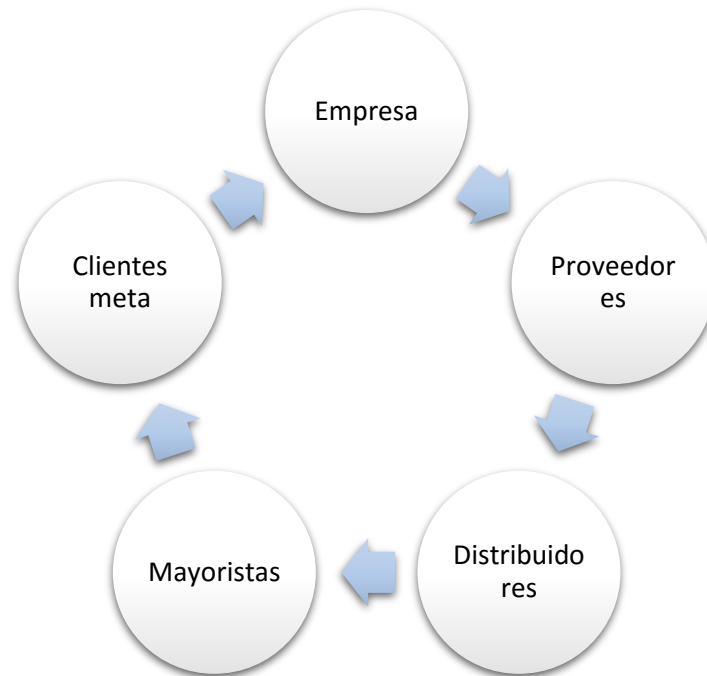 Empresa
Proveedor
es
Distribuido
res
Mayoristas
Clientes
meta